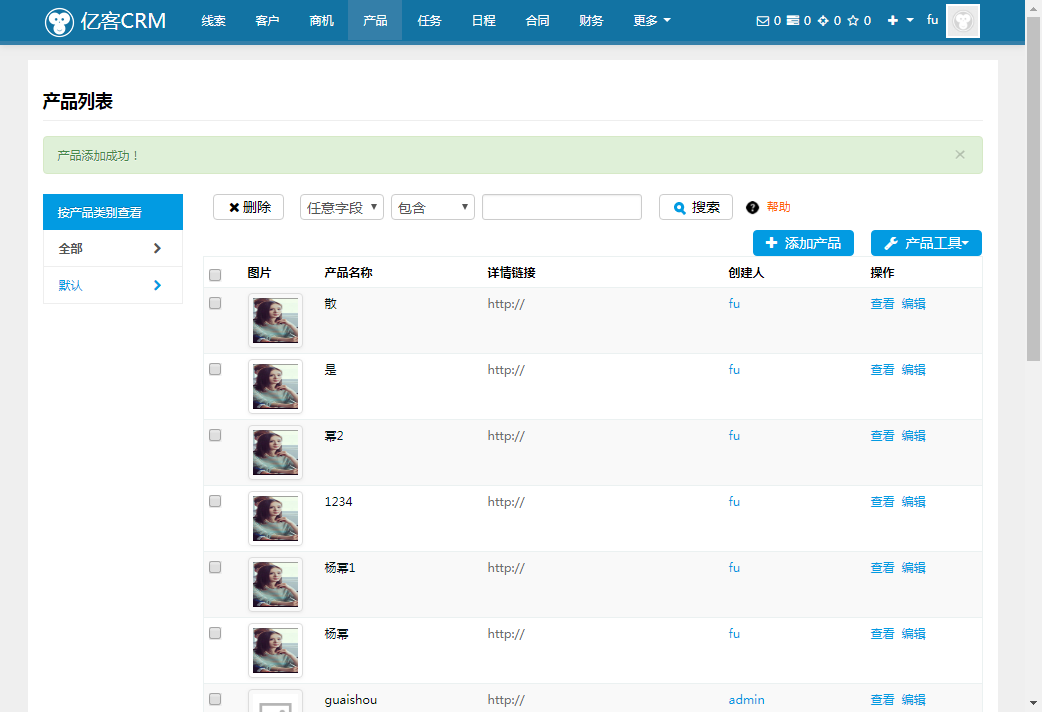 亿客CRM 线索 客户 商机 产品 任务 日程 合同 财务 更多 0 0 0 0 fu
产品列表
产品添加成功！ ×
按产品类别查看
全部
默认
删除 任意字段 包含 搜索 ? 帮助
添加产品 产品工具
图片 产品名称 详情链接 创建人 操作
散 http:// fu 查看 编辑
是 http:// fu 查看 编辑
幂2 http:// fu 查看 编辑
1234 http:// fu 查看 编辑
杨幂1 http:// fu 查看 编辑
杨幂 http:// fu 查看 编辑
guaishou http:// admin 查看 编辑